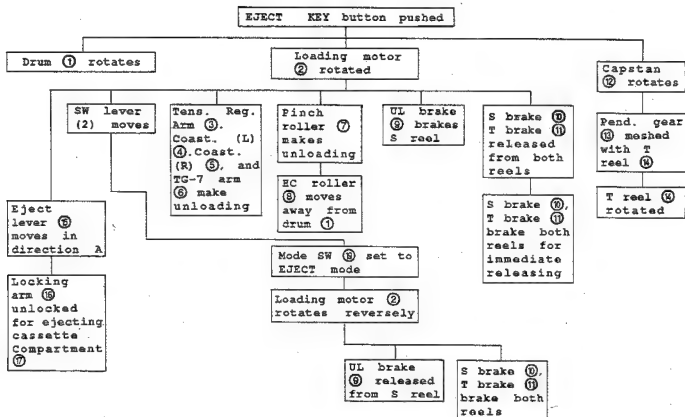 EJECT KEY button pushed
Drum ① rotates
Loading motor
② rotated
Capstan
⑫ rotates
SW lever
(2) moves
Tens. Reg.
Arm ③.
Coast. (L)
④.Coast.
(R) ⑤, and
TG-7 arm
⑥ make
unloading
Pinch
roller ⑦
makes
unloading
UL brake
⑨ brakes
S reel
S brake ⑩
T brake ⑪
released
from both
reels
Pend. gear
⑬ meshed
with T
reel ⑭
EC roller
⑧ moves
away from
drum ①
S brake ⑩,
T brake ⑪
brake both
reels for
immediate
releasing
T reel ⑭
rotated
Eject
lever ⑮
moves in
direction A
Mode SW ⑲ set to
EJECT mode
Locking
arm ⑯
unlocked
for ejecting
cassette
Compartment
⑰
Loading motor ②
rotates reversely
UL brake
⑨ released
from S reel
S brake ⑩,
T brake ⑪
brake both
reels